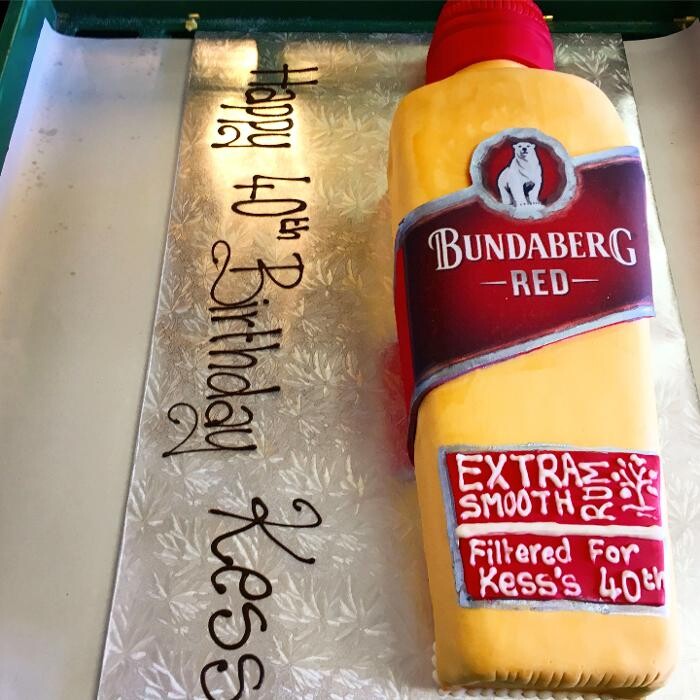 Happy 40th Birthday Kess
BUNDABERG
RED
EXTRA
SMOOTH
RUM
Filtered For
Kess's 40th